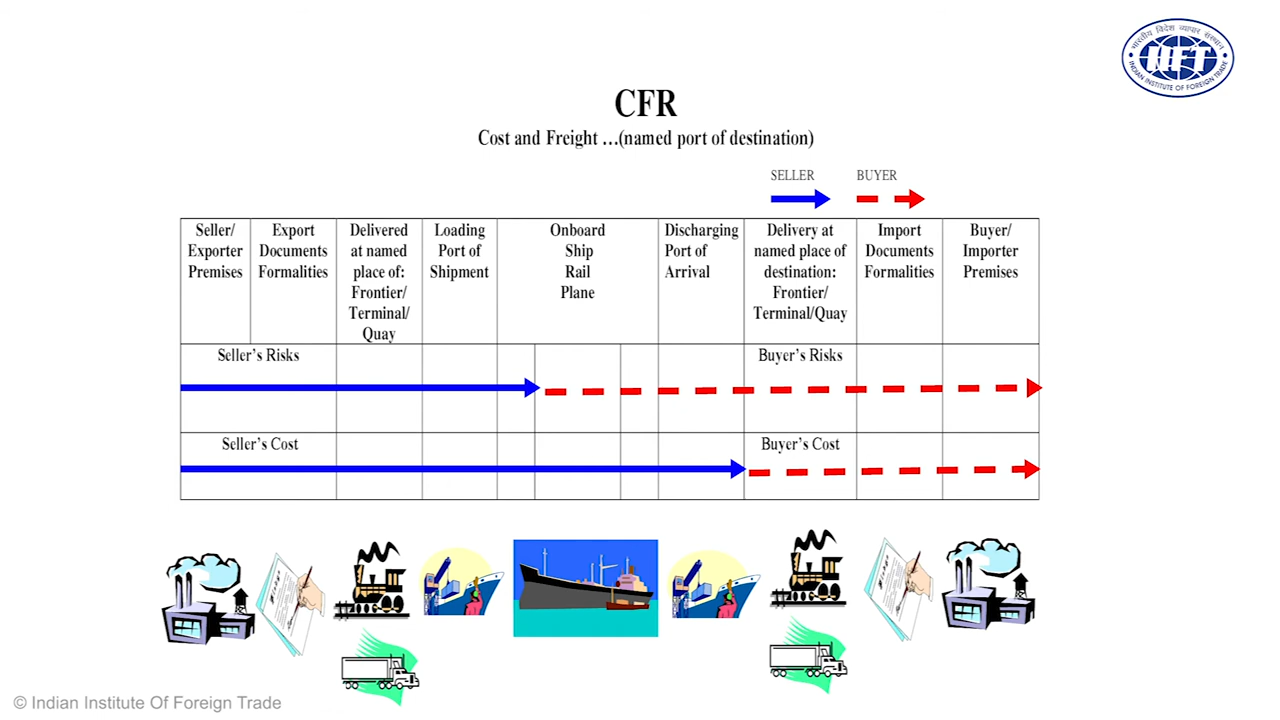 भारतीय विदेश व्यापार संस्थान
IIFT
INDIAN INSTITUTE OF FOREIGN TRADE
CFR
Cost and Freight ...(named port of destination)
SELLER
BUYER
Seller/
Exporter
Premises
Export
Documents
Formalities
Delivered
at named
place of:
Frontier/
Terminal/
Quay
Loading
Port of
Shipment
Onboard
Ship
Rail
Plane
Discharging
Port of
Arrival
Delivery at
named place of
destination:
Frontier/
Terminal/Quay
Import
Documents
Formalities
Buyer/
Importer
Premises
Seller's Risks
Buyer's Risks
Seller's Cost
Buyer's Cost
© Indian Institute Of Foreign Trade